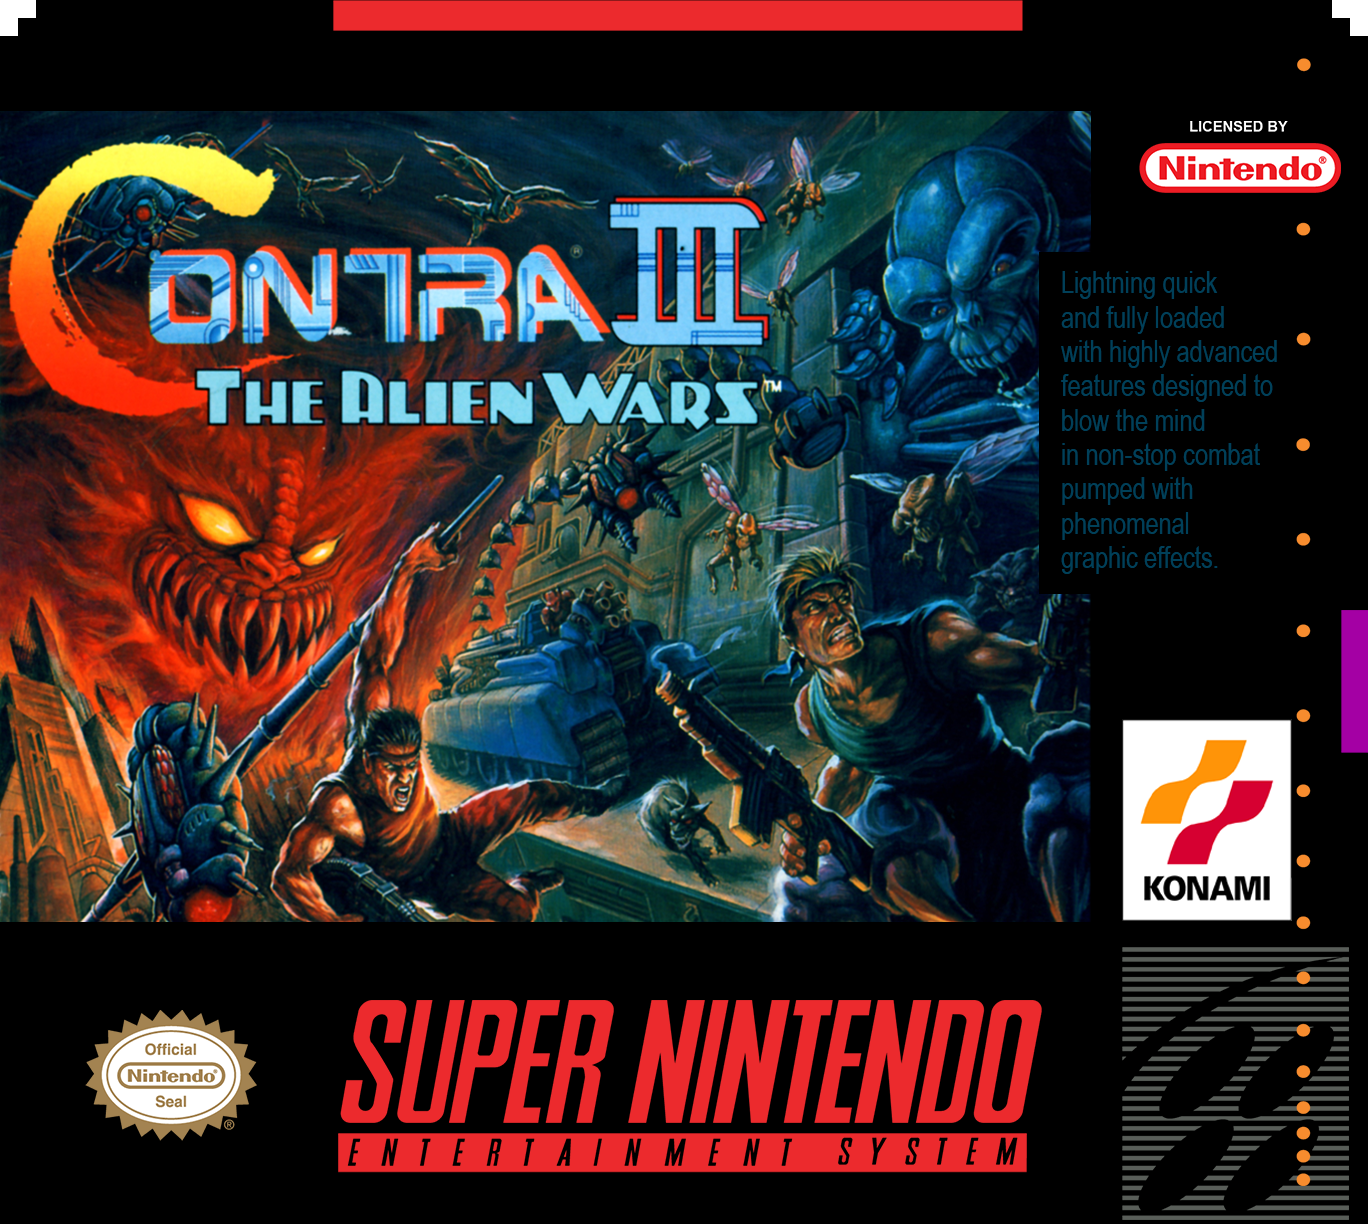 LICENSED BY
Nintendo®
CONTRA® III
THE ALIEN WARS™
Lightning quick
and fully loaded
with highly advanced
features designed to
blow the mind
in non-stop combat
pumped with
phenomenal
graphic effects.
KONAMI
Official
Nintendo®
Seal
®
SUPER NINTENDO
ENTERTAINMENT SYSTEM